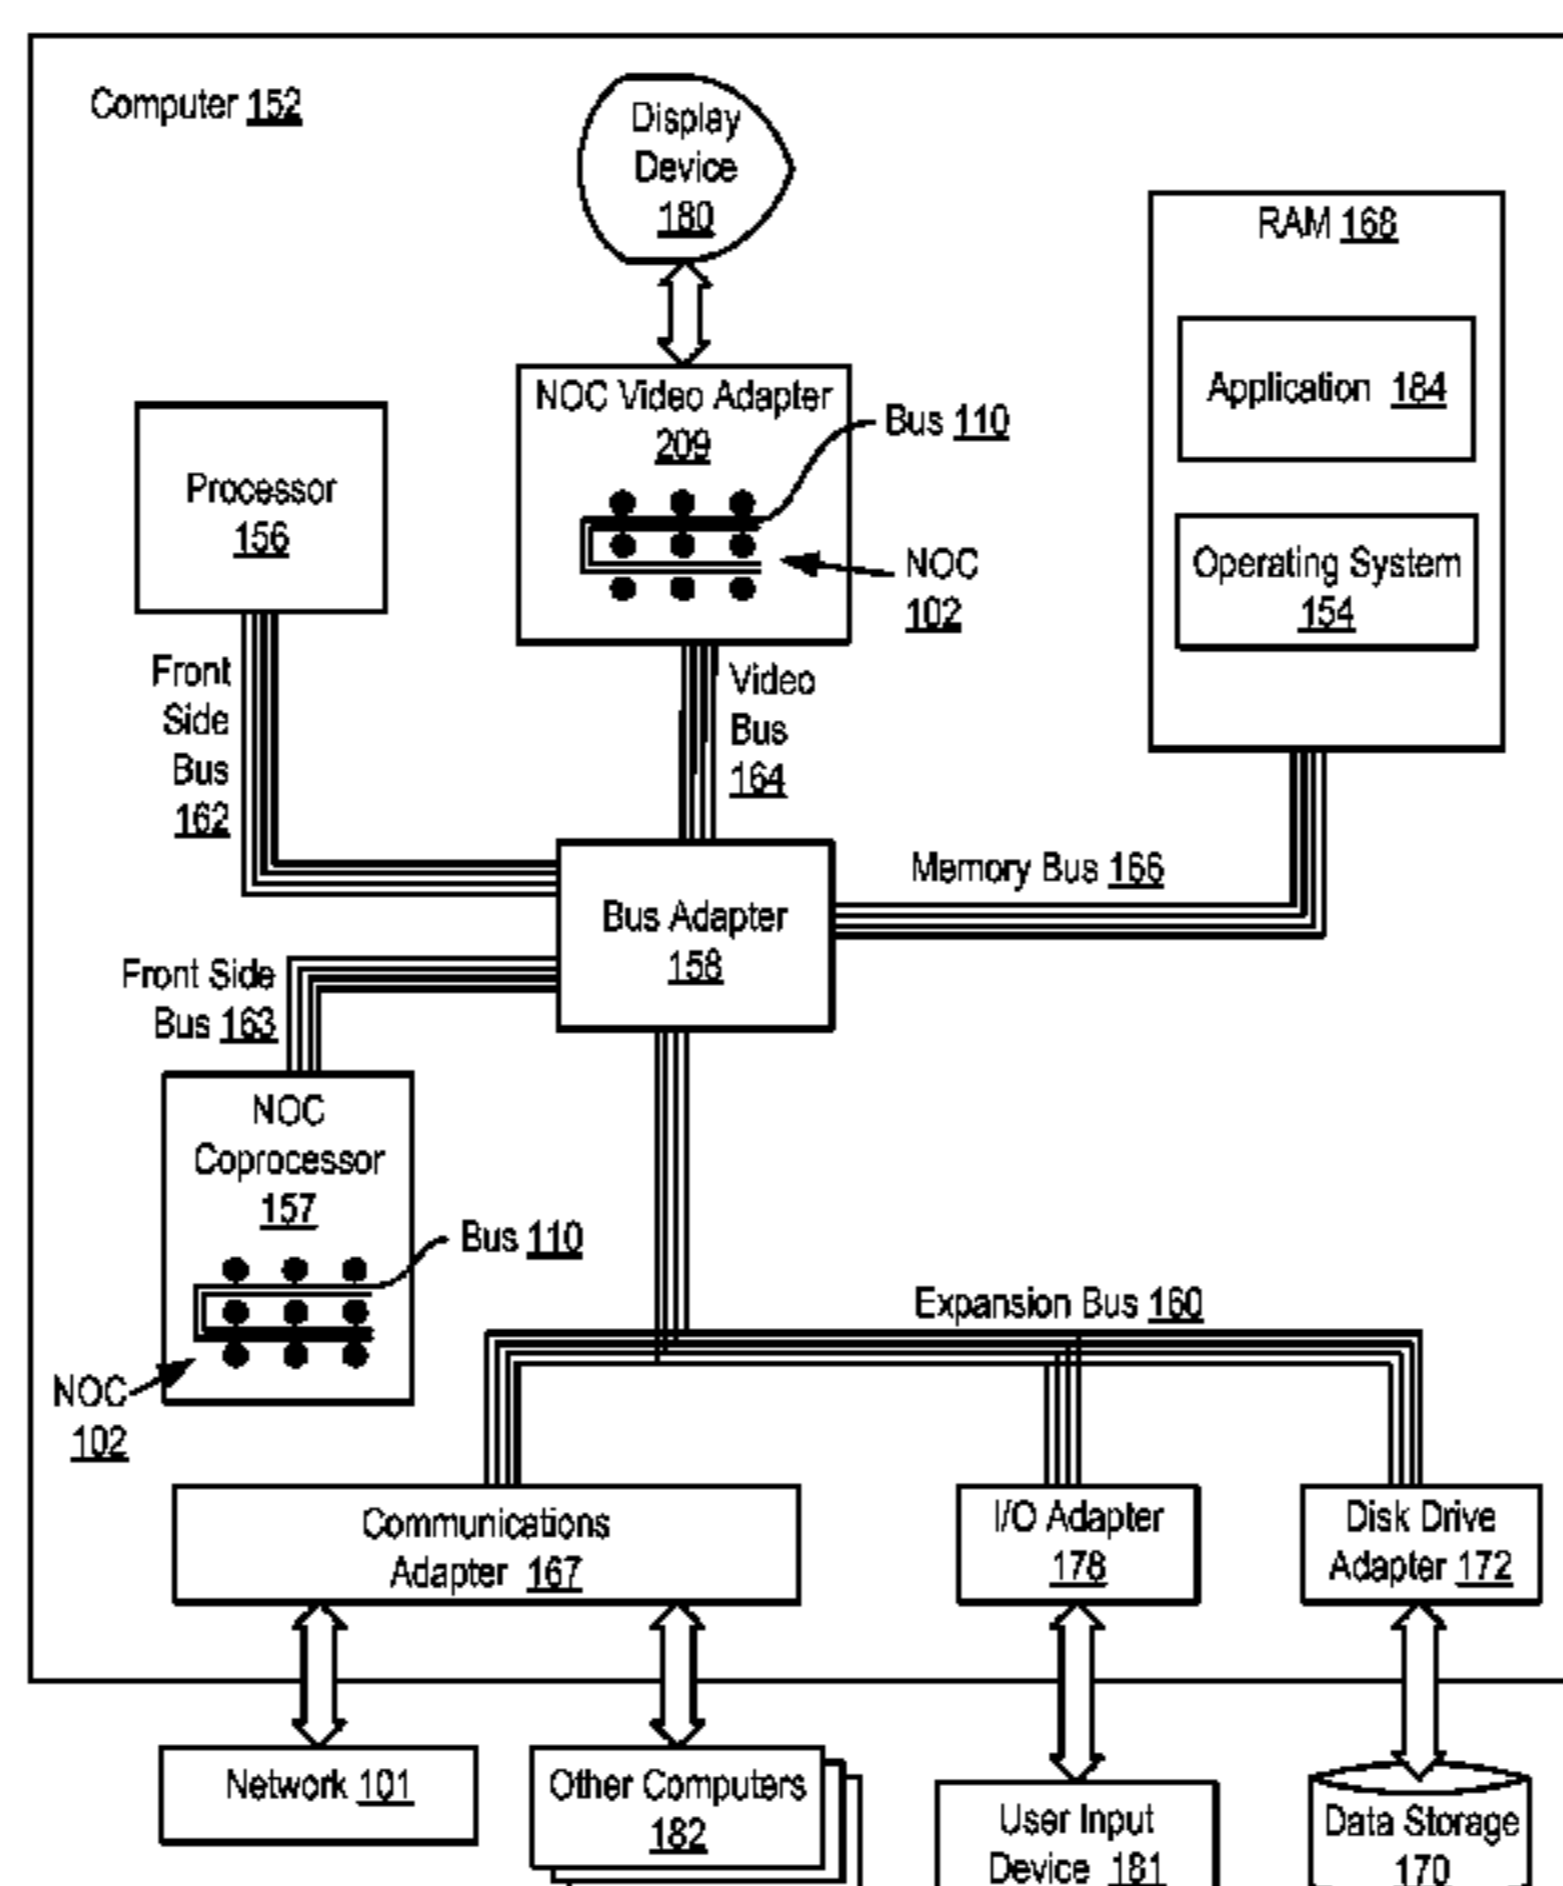 Computer 152
Display
Device
180
RAM 168
Application 184
Operating System
154
NOC Video Adapter
209
Bus 110
NOC
102
Processor
156
Front
Side
Bus
162
Video
Bus
164
Memory Bus 166
Bus Adapter
158
Front Side
Bus 163
NOC
Coprocessor
157
Bus 110
NOC
102
Expansion Bus 160
Communications
Adapter 167
I/O Adapter
178
Disk Drive
Adapter 172
Network 101
Other Computers
182
User Input
Device 181
Data Storage
170